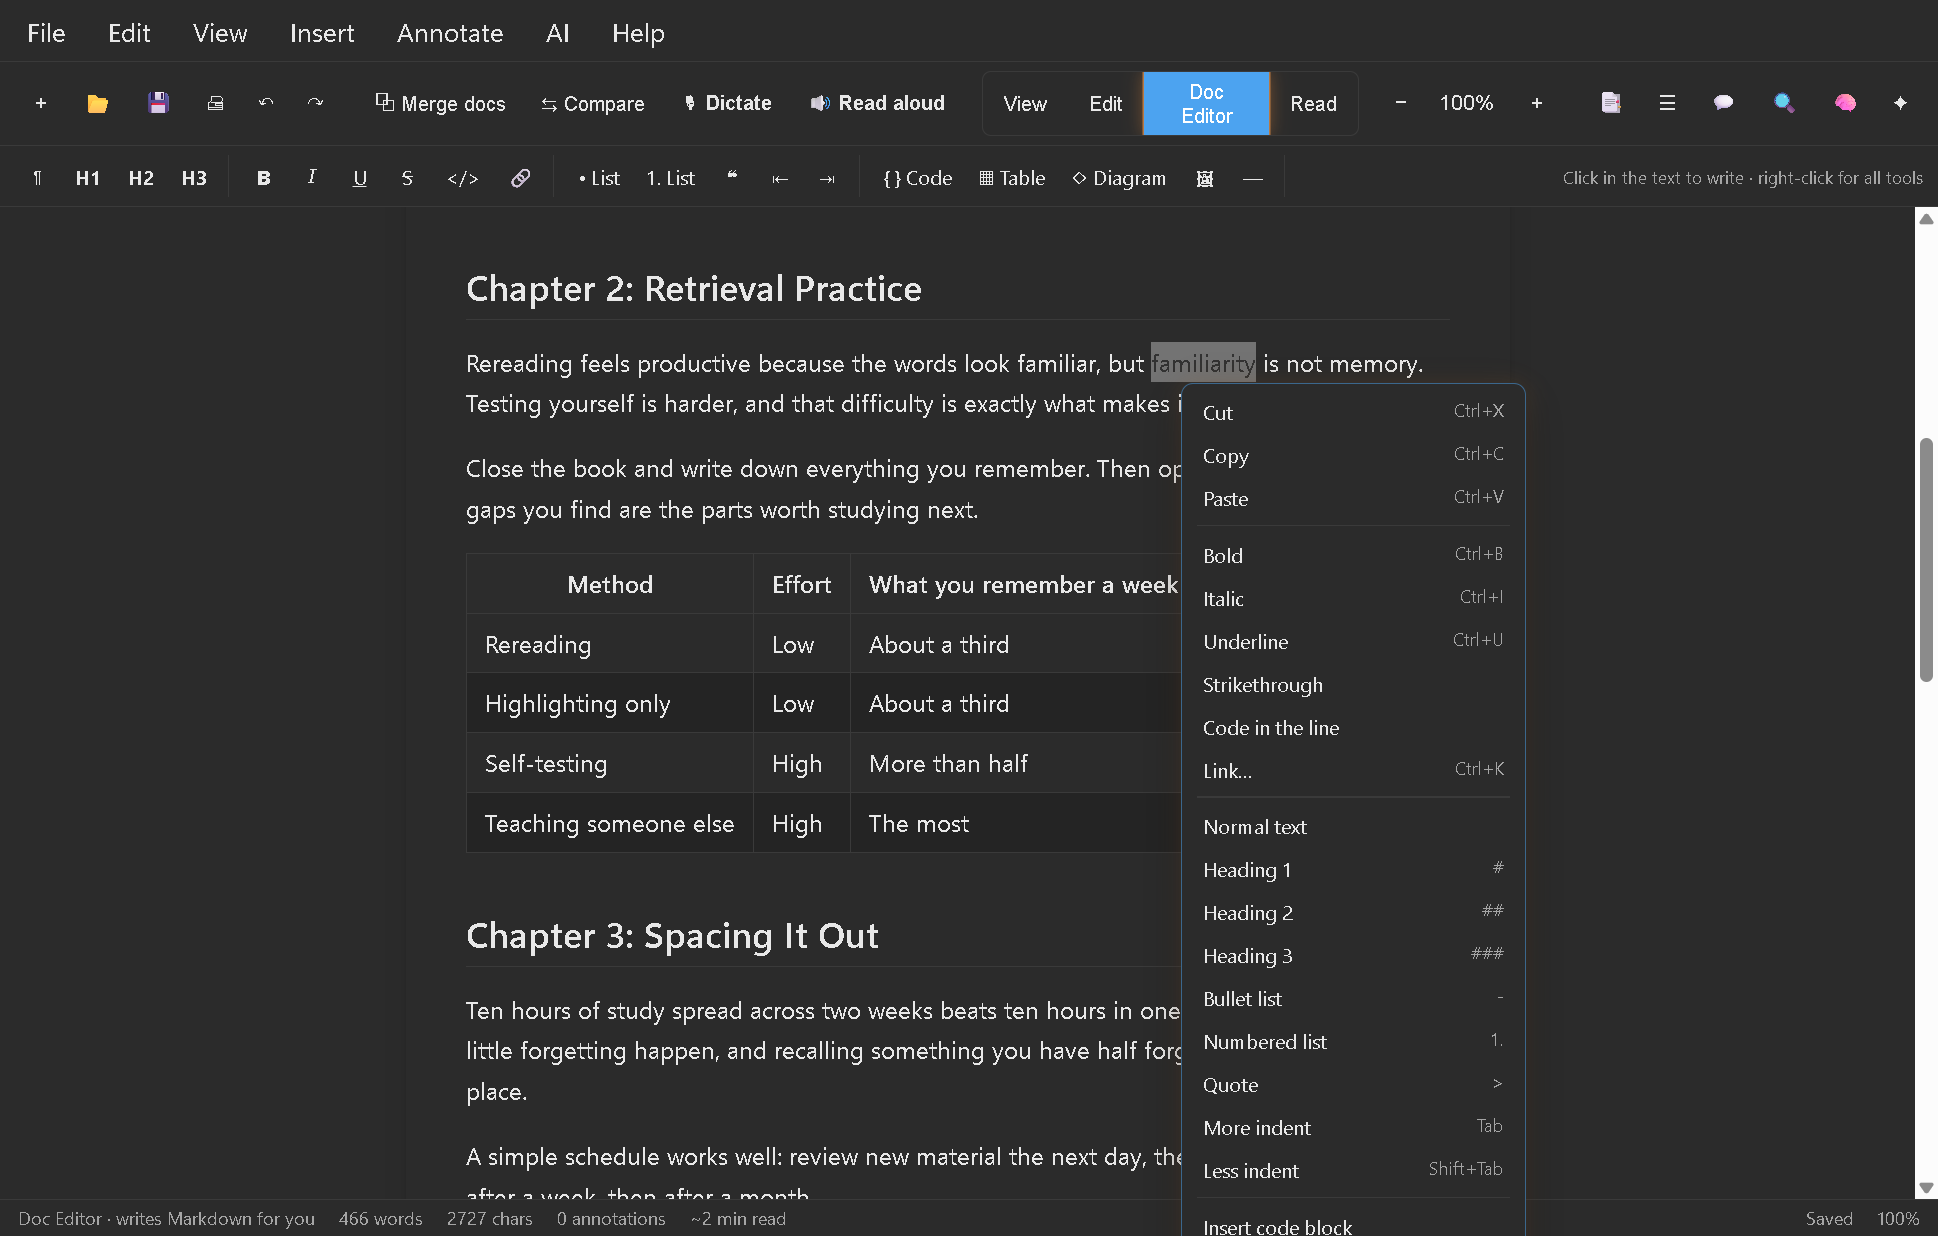 File Edit View Insert Annotate AI Help
+ Merge docs Compare Dictate Read aloud View Edit Doc Editor Read − 100% +
¶ H1 H2 H3 B I U S </> • List 1. List ❝ ⇤ ⇥ { } Code Table Diagram — Click in the text to write · right-click for all tools
Chapter 2: Retrieval Practice
Rereading feels productive because the words look familiar, but familiarity is not memory.
Testing yourself is harder, and that difficulty is exactly what makes
Close the book and write down everything you remember. Then
gaps you find are the parts worth studying next.
Method Effort What you remember a week
Rereading Low About a third
Highlighting only Low About a third
Self-testing High More than half
Teaching someone else High The most
Chapter 3: Spacing It Out
Ten hours of study spread across two weeks beats ten hours in one
little forgetting happen, and recalling something you have half
place.
A simple schedule works well: review new material the next day,
after a week, then after a month
Cut Ctrl+X
Copy Ctrl+C
Paste Ctrl+V
Bold Ctrl+B
Italic Ctrl+I
Underline Ctrl+U
Strikethrough
Code in the line
Link... Ctrl+K
Normal text
Heading 1 #
Heading 2 ##
Heading 3 ###
Bullet list -
Numbered list 1.
Quote >
More indent Tab
Less indent Shift+Tab
Insert code block
Doc Editor · writes Markdown for you 466 words 2727 chars 0 annotations ~2 min read Saved 100%